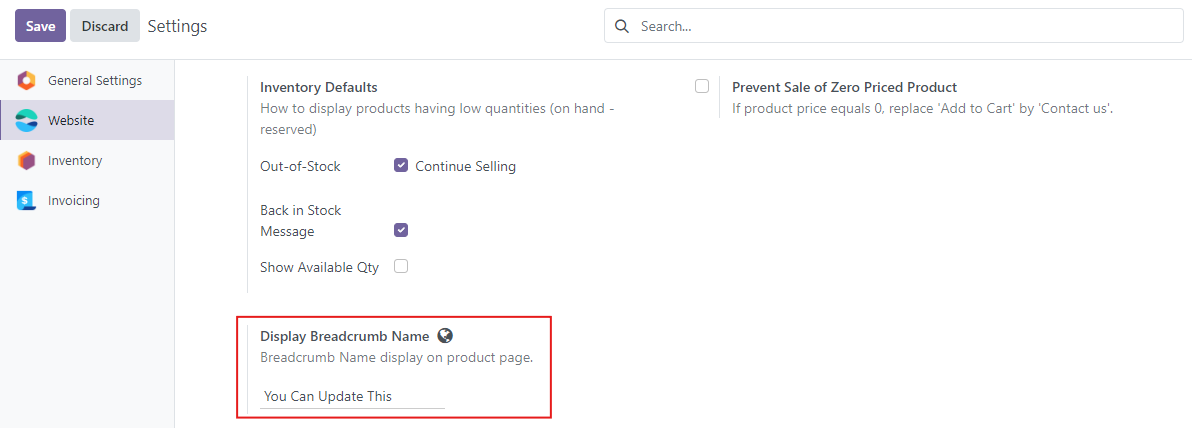 Save
Discard
Settings
Search...
General Settings
Website
Inventory
Invoicing
Inventory Defaults
How to display products having low quantities (on hand -
reserved)
Out-of-Stock
Continue Selling
Back in Stock
Message
Show Available Qty
Prevent Sale of Zero Priced Product
If product price equals 0, replace 'Add to Cart' by 'Contact us'.
Display Breadcrumb Name
Breadcrumb Name display on product page.
You Can Update This